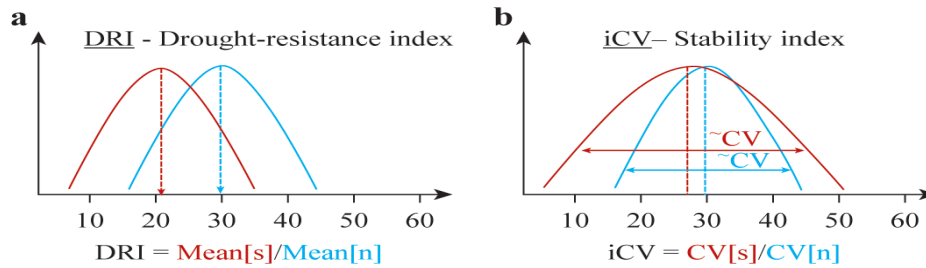 a
DRI - Drought-resistance index
10 20 30 40 50 60
DRI = Mean[s]/Mean[n]
b
iCV– Stability index
~CV
~CV
10 20 30 40 50 60
iCV = CV[s]/CV[n]